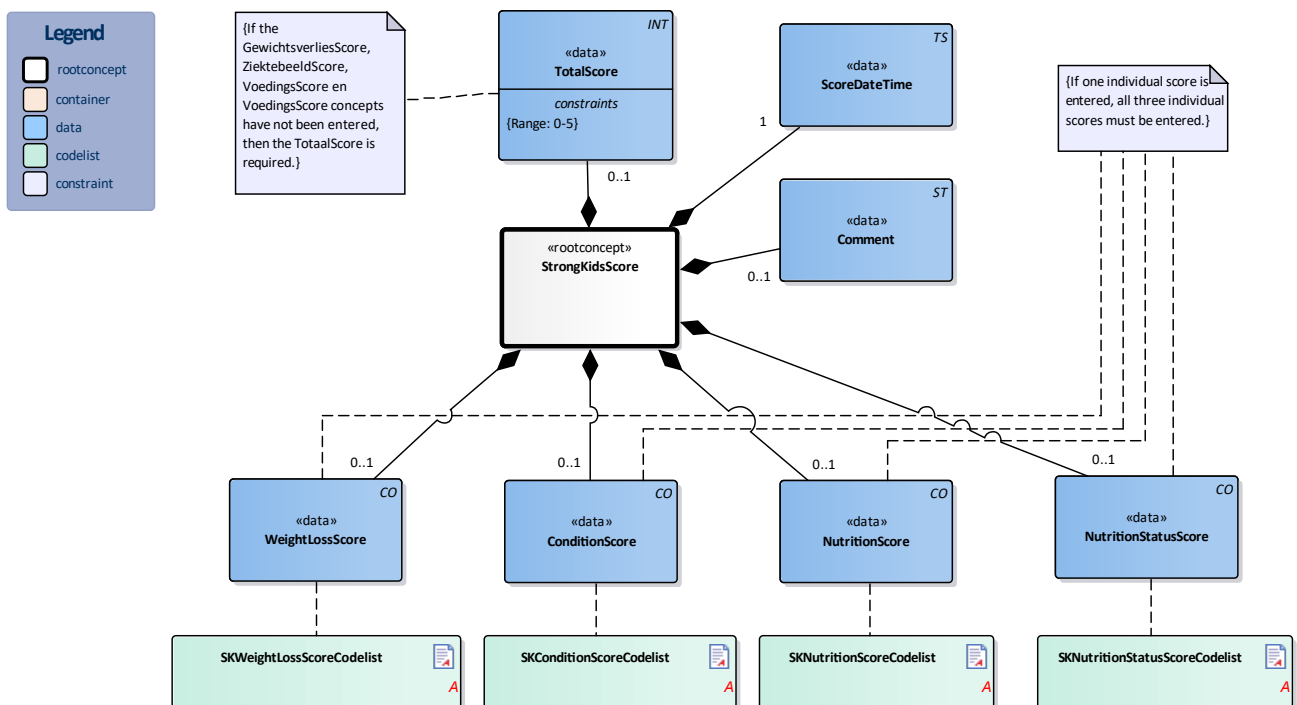 Legend
rootconcept
container
data
codelist
constraint
{If the
GewichtsverliesScore,
ZiektebeeldScore,
VoedingsScore en
VoedingsScore concepts
have not been entered,
then the TotaalScore is
required.}
INT
«data»
TotalScore
constraints
{Range: 0-5}
0..1
TS
«data»
ScoreDateTime
1
{If one individual score is
entered, all three individual
scores must be entered.}
ST
«data»
Comment
0..1
«rootconcept»
StrongKidsScore
0..1
0..1
0..1
0..1
CO
«data»
WeightLossScore
CO
«data»
ConditionScore
CO
«data»
NutritionScore
CO
«data»
NutritionStatusScore
SKWeightLossScoreCodelist
A
SKConditionScoreCodelist
A
SKNutritionScoreCodelist
A
SKNutritionStatusScoreCodelist
A